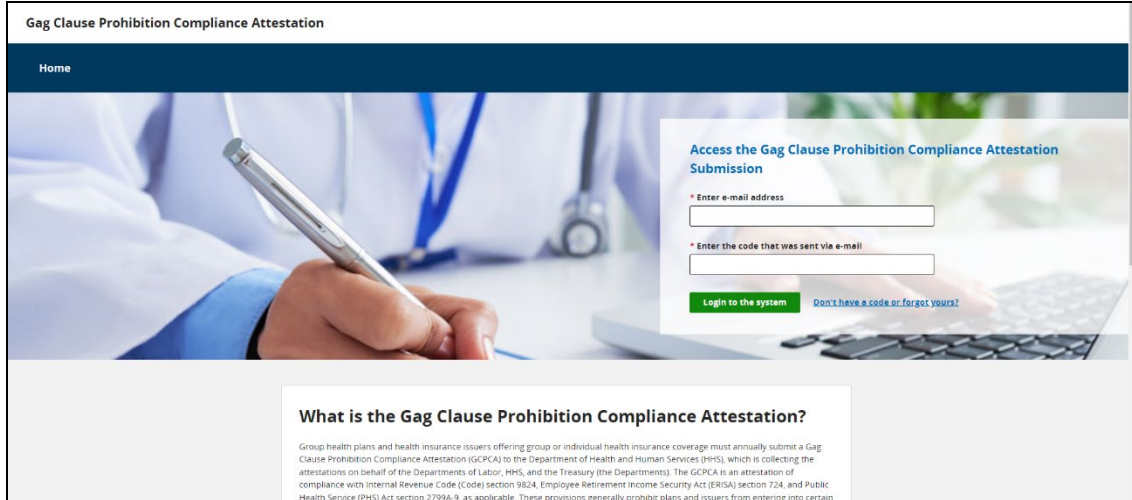 Gag Clause Prohibition Compliance Attestation
Home
Access the Gag Clause Prohibition Compliance Attestation
Submission
* Enter e-mail address
* Enter the code that was sent via e-mail
Login to the system Don't have a code or forgot yours?
What is the Gag Clause Prohibition Compliance Attestation?
Group health plans and health insurance issuers offering group or individual health insurance coverage must annually submit a Gag
Clause Prohibition Compliance Attestation (GCPCA) to the Department of Health and Human Services (HHS), which is collecting the
attestations on behalf of the Departments of Labor, HHS, and the Treasury (the Departments). The GCPCA is an attestation of
compliance with Internal Revenue Code (Code) section 9824, Employee Retirement Income Security Act (ERISA) section 724, and Public
Health Service (PHS) Act section 2799A-9, as applicable. These provisions generally prohibit plans and issuers from entering into certain